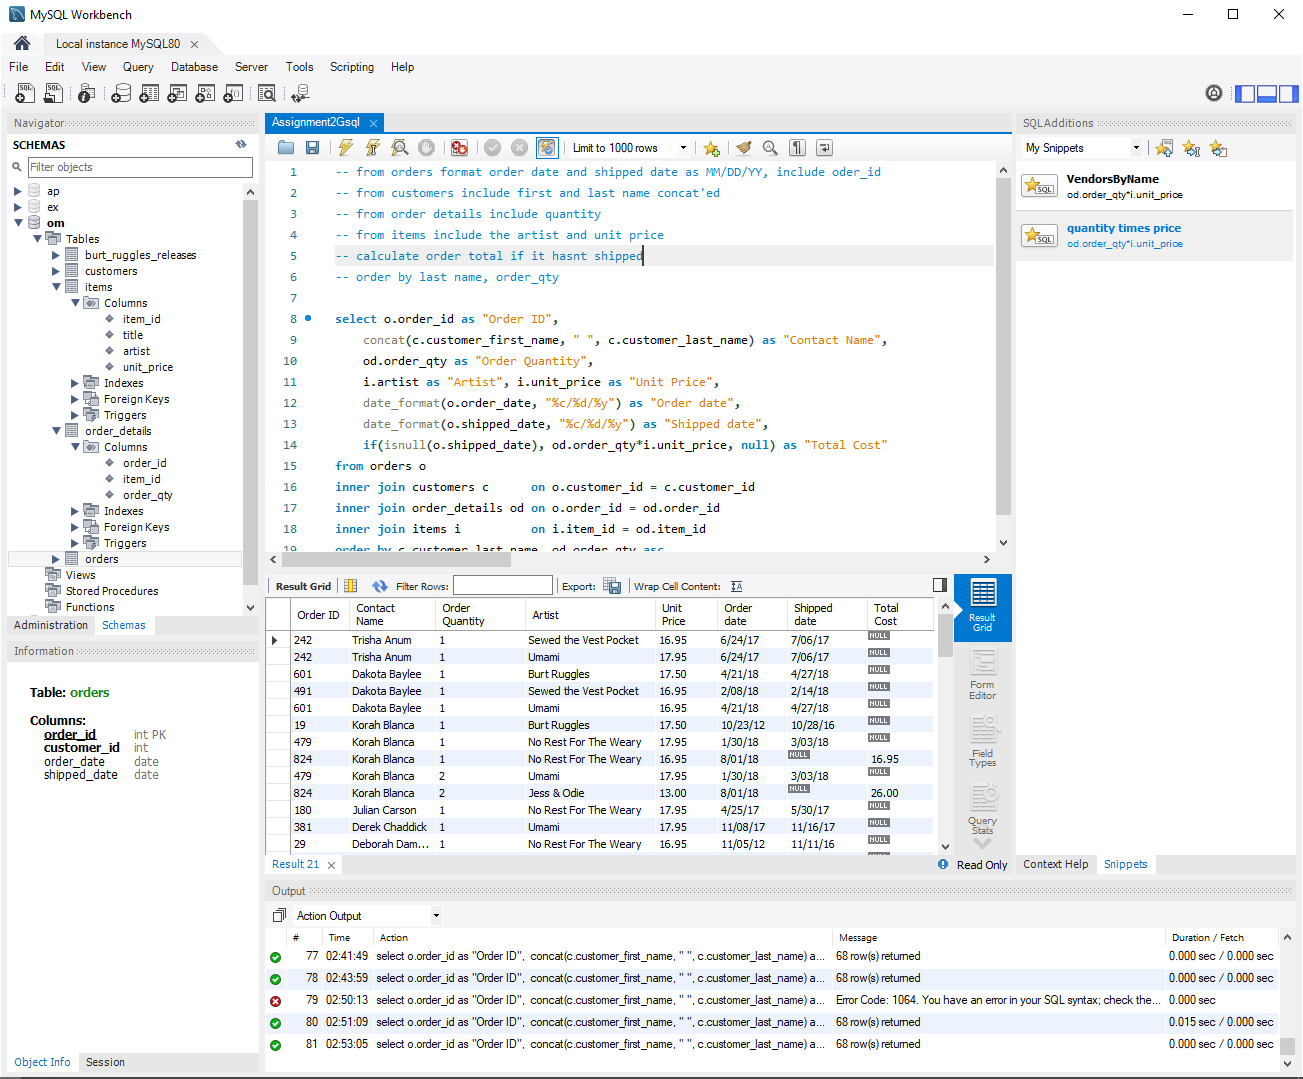 MySQL Workbench
Local instance MySQL80
File Edit View Query Database Server Tools Scripting Help
Navigator
SCHEMAS
Filter objects
ap
ex
om
Tables
burt_ruggles_releases
customers
items
Columns
item_id
title
artist
unit_price
Indexes
Foreign Keys
Triggers
order_details
Columns
order_id
item_id
order_qty
Indexes
Foreign Keys
Triggers
orders
Views
Stored Procedures
Functions
Administration Schemas
Information
Table: orders
Columns:
order_id int PK
customer_id int
order_date date
shipped_date date
Object Info Session
Assignment2Gsql
Limit to 1000 rows
1 -- from orders format order date and shipped date as MM/DD/YY, include oder_id
2 -- from customers include first and last name concat'ed
3 -- from order details include quantity
4 -- from items include the artist and unit price
5 -- calculate order total if it hasnt shipped
6 -- order by last name, order_qty
7
8 select o.order_id as "Order ID",
9 concat(c.customer_first_name, " ", c.customer_last_name) as "Contact Name",
10 od.order_qty as "Order Quantity",
11 i.artist as "Artist", i.unit_price as "Unit Price",
12 date_format(o.order_date, "%c/%d/%y") as "Order date",
13 date_format(o.shipped_date, "%c/%d/%y") as "Shipped date",
14 if(isnull(o.shipped_date), od.order_qty*i.unit_price, null) as "Total Cost"
15 from orders o
16 inner join customers c on o.customer_id = c.customer_id
17 inner join order_details od on o.order_id = od.order_id
18 inner join items i on i.item_id = od.item_id
19 order by c.customer_last_name, od.order_qty asc
Result Grid Filter Rows: Export: Wrap Cell Content:
Order ID Contact Name Order Quantity Artist Unit Price Order date Shipped date Total Cost
242 Trisha Anum 1 Sewed the Vest Pocket 16.95 6/24/17 7/06/17 NULL
242 Trisha Anum 1 Umami 17.95 6/24/17 7/06/17 NULL
601 Dakota Baylee 1 Burt Ruggles 17.50 4/21/18 4/27/18 NULL
491 Dakota Baylee 1 Sewed the Vest Pocket 16.95 2/08/18 2/14/18 NULL
601 Dakota Baylee 1 Umami 16.95 4/21/18 4/27/18 NULL
19 Korah Blanca 1 Burt Ruggles 17.50 10/23/12 10/28/16 NULL
479 Korah Blanca 1 No Rest For The Weary 17.95 1/30/18 3/03/18 NULL
824 Korah Blanca 1 No Rest For The Weary 16.95 8/01/18 NULL 16.95
479 Korah Blanca 2 Umami 17.95 1/30/18 3/03/18 NULL
824 Korah Blanca 2 Jess & Odie 13.00 8/01/18 NULL 26.00
180 Julian Carson 1 No Rest For The Weary 17.95 4/25/17 5/30/17 NULL
381 Derek Chaddick 1 Umami 17.95 11/08/17 11/16/17 NULL
29 Deborah Dam... 1 No Rest For The Weary 16.95 11/05/12 11/11/16 NULL
Result Grid
Form Editor
Field Types
Query Stats
Result 21
Read Only
SQLAdditions
My Snippets
SQL
VendorsByName
od.order_qty*i.unit_price
SQL
quantity times price
od.order_qty*i.unit_price
Context Help Snippets
Output
Action Output
# Time Action Message Duration / Fetch
77 02:41:49 select o.order_id as "Order ID", concat(c.customer_first_name, " ", c.customer_last_name) a... 68 row(s) returned 0.000 sec / 0.000 sec
78 02:43:59 select o.order_id as "Order ID", concat(c.customer_first_name, " ", c.customer_last_name) a... 68 row(s) returned 0.000 sec / 0.000 sec
79 02:50:13 select o.order_id as "Order ID", concat(c.customer_first_name, " ", c.customer_last_name) a... Error Code: 1064. You have an error in your SQL syntax; check the... 0.000 sec
80 02:51:09 select o.order_id as "Order ID", concat(c.customer_first_name, " ", c.customer_last_name) a... 68 row(s) returned 0.015 sec / 0.000 sec
81 02:53:05 select o.order_id as "Order ID", concat(c.customer_first_name, " ", c.customer_last_name) a... 68 row(s) returned 0.000 sec / 0.000 sec